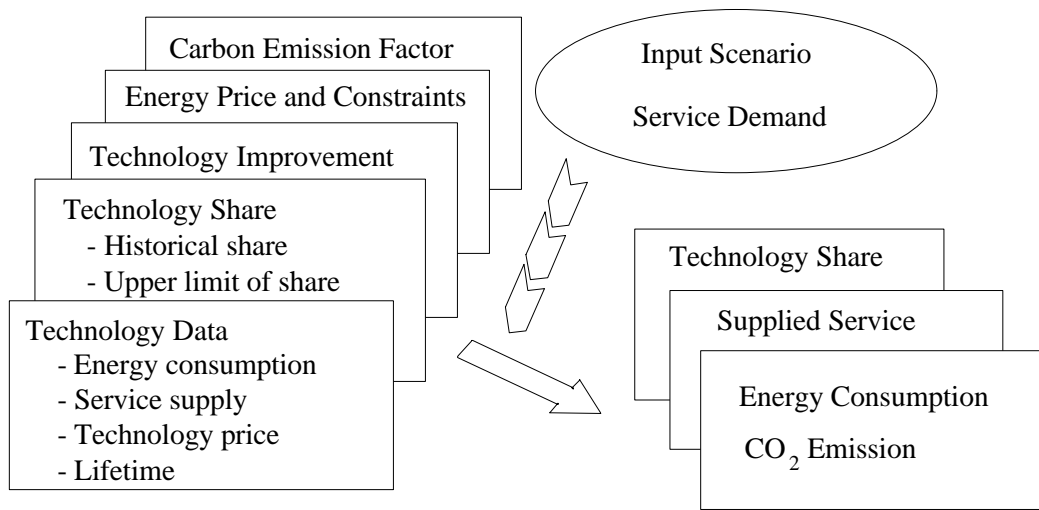 Carbon Emission Factor
Energy Price and Constraints
Technology Improvement
Technology Share
- Historical share
- Upper limit of share
Technology Data
- Energy consumption
- Service supply
- Technology price
- Lifetime
Input Scenario
Service Demand
Technology Share
Supplied Service
Energy Consumption
CO₂ Emission